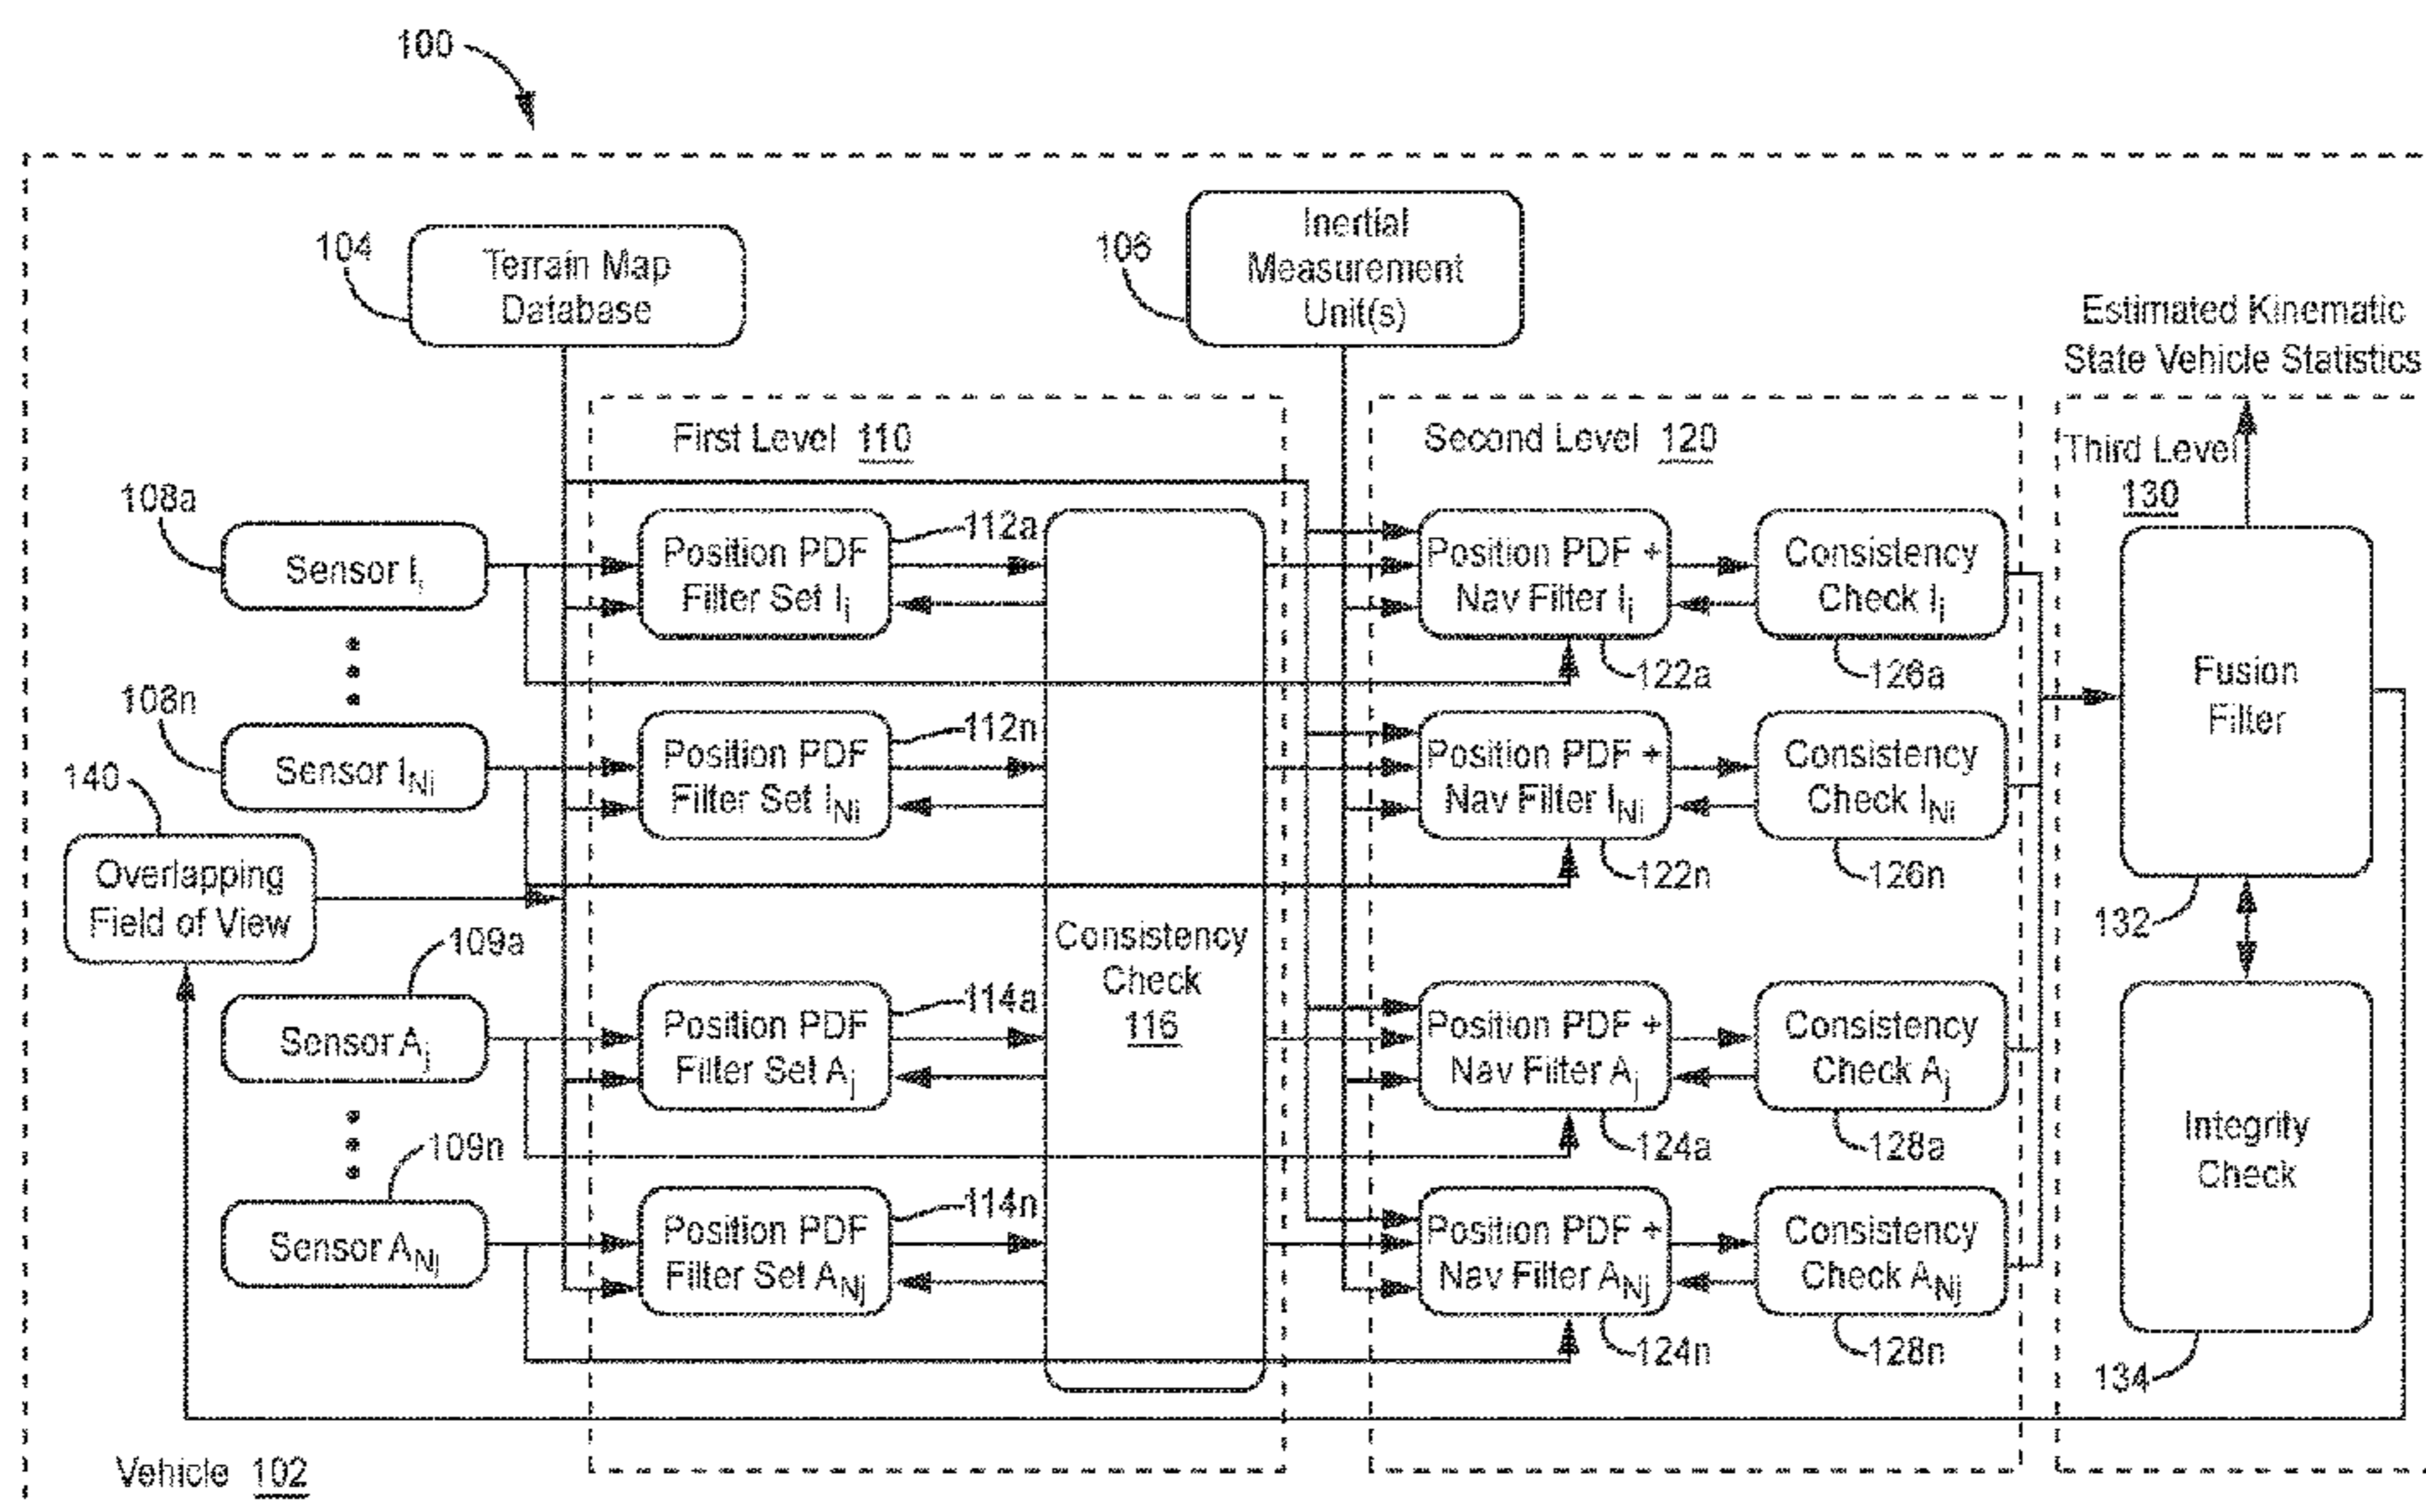 100
104
Terrain Map
Database
106
Inertial
Measurement
Unit(s)
Estimated Kinematic
State Vehicle Statistics
First Level 110
Second Level 120
Third Level
130
108a
Sensor Ii
112a
Position PDF
Filter Set Ii
Position PDF +
Nav Filter Ii
122a
Consistency
Check Ii
126a
108n
Sensor INi
112n
Position PDF
Filter Set INi
Position PDF +
Nav Filter INi
122n
Consistency
Check INi
126n
Fusion
Filter
132
140
Overlapping
Field of View
Consistency
Check
116
109a
Sensor Aj
114a
Position PDF
Filter Set Aj
Position PDF +
Nav Filter Aj
124a
Consistency
Check Aj
128a
109n
Sensor ANj
114n
Position PDF
Filter Set ANj
Position PDF +
Nav Filter ANj
124n
Consistency
Check ANj
128n
Integrity
Check
134
Vehicle 102